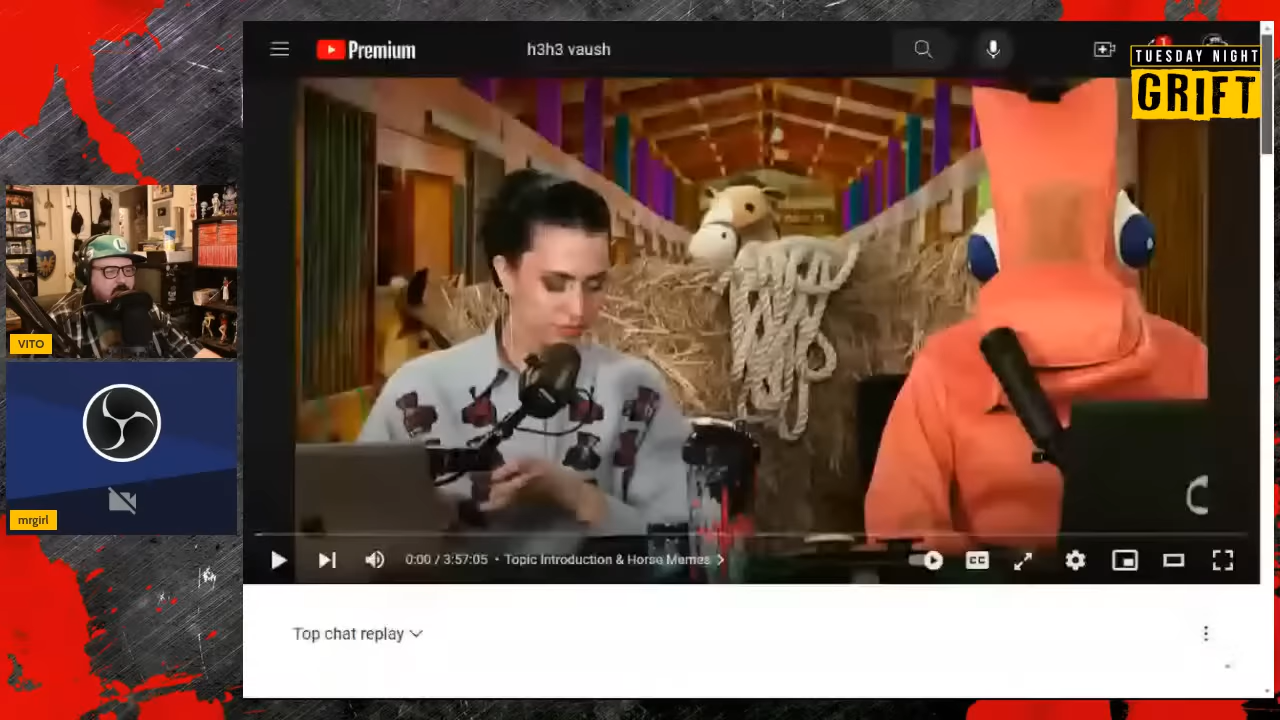 Premium
h3h3 vaush
1
TUESDAY NIGHT
GRIFT
L
VITO
mrgirl
0:00 / 3:57:05 • Topic Introduction & Horse Memes
CC
Top chat replay